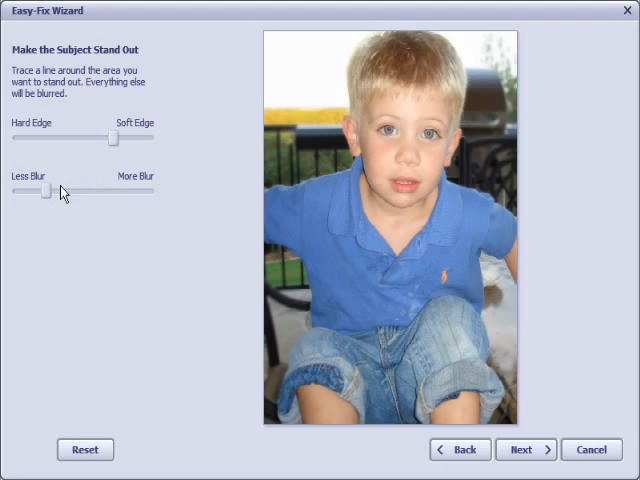 Easy-Fix Wizard
Make the Subject Stand Out
Trace a line around the area you
want to stand out. Everything else
will be blurred.
Hard Edge Soft Edge
Less Blur More Blur
Reset
Back
Next
Cancel